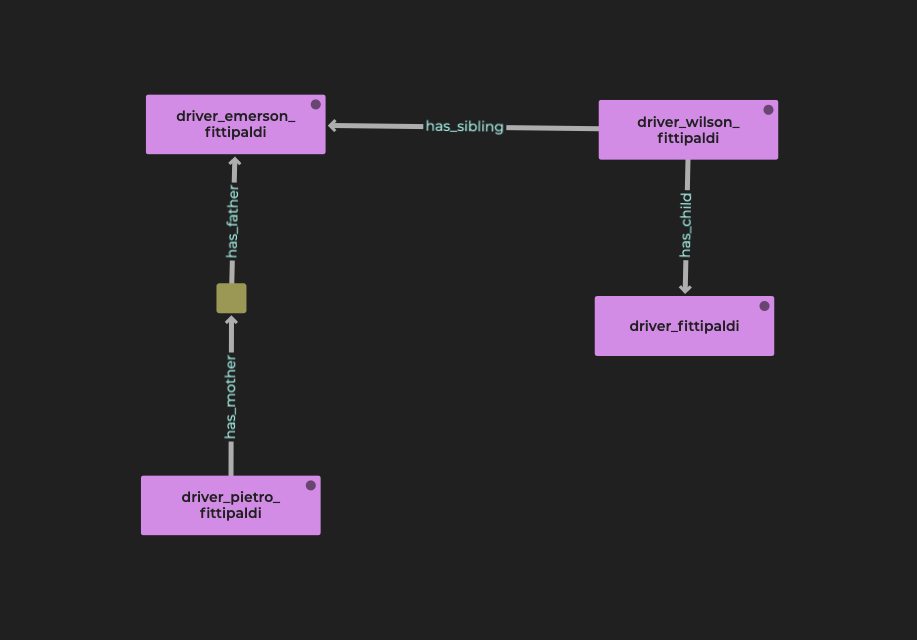 driver_emerson_
fittipaldi
has_sibling
driver_wilson_
fittipaldi
has_father
has_child
driver_fittipaldi
has_mother
driver_pietro_
fittipaldi